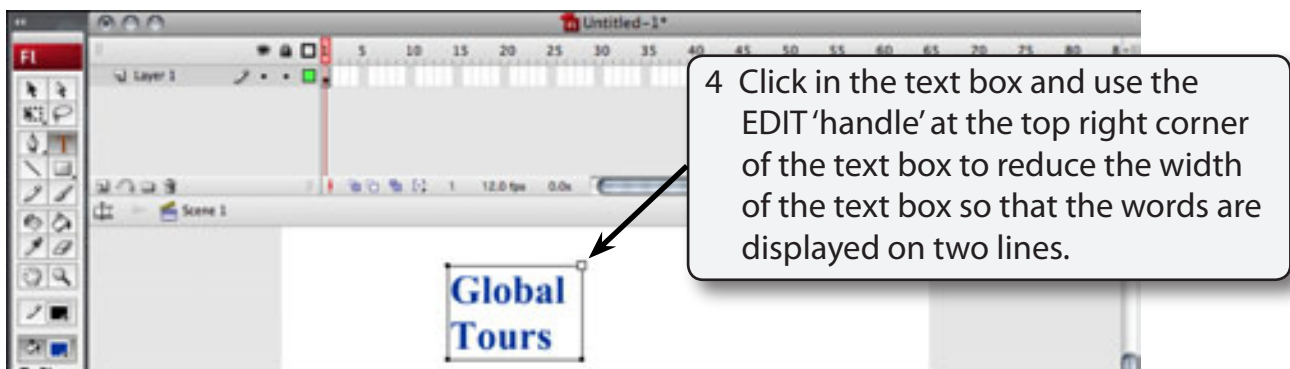 Untitled-1*
Fl
5 10 15 20 25 30 35 40 45 50 55 60 65 70 75 80
Layer 1
1 12.0 fps 0.0s
Scene 1
4 Click in the text box and use the
EDIT ‘handle’ at the top right corner
of the text box to reduce the width
of the text box so that the words are
displayed on two lines.
Global
Tours